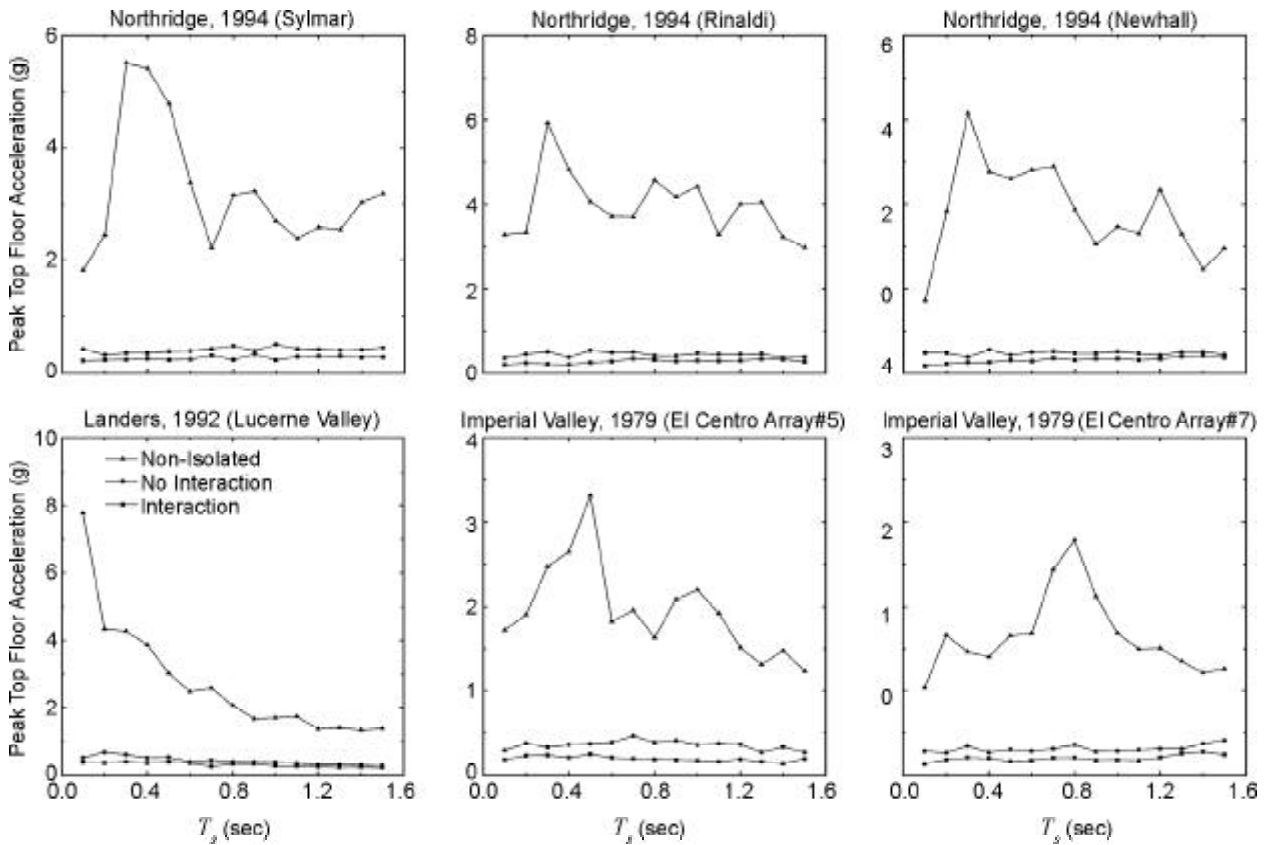 Northridge, 1994 (Sylmar)
Northridge, 1994 (Rinaldi)
Northridge, 1994 (Newhall)
Peak Top Floor Acceleration (g)
6
4
2
0
8
6
4
2
0
6
4
2
0
4
Landers, 1992 (Lucerne Valley)
Imperial Valley, 1979 (El Centro Array#5)
Imperial Valley, 1979 (El Centro Array#7)
Peak Top Floor Acceleration (g)
10
8
6
4
2
0
Non-Isolated
No Interaction
Interaction
4
3
2
1
0
3
2
1
0
0.0 0.4 0.8 1.2 1.6
0.0 0.4 0.8 1.2 1.6
0.0 0.4 0.8 1.2 1.6
T_s (sec)
T_s (sec)
T_s (sec)